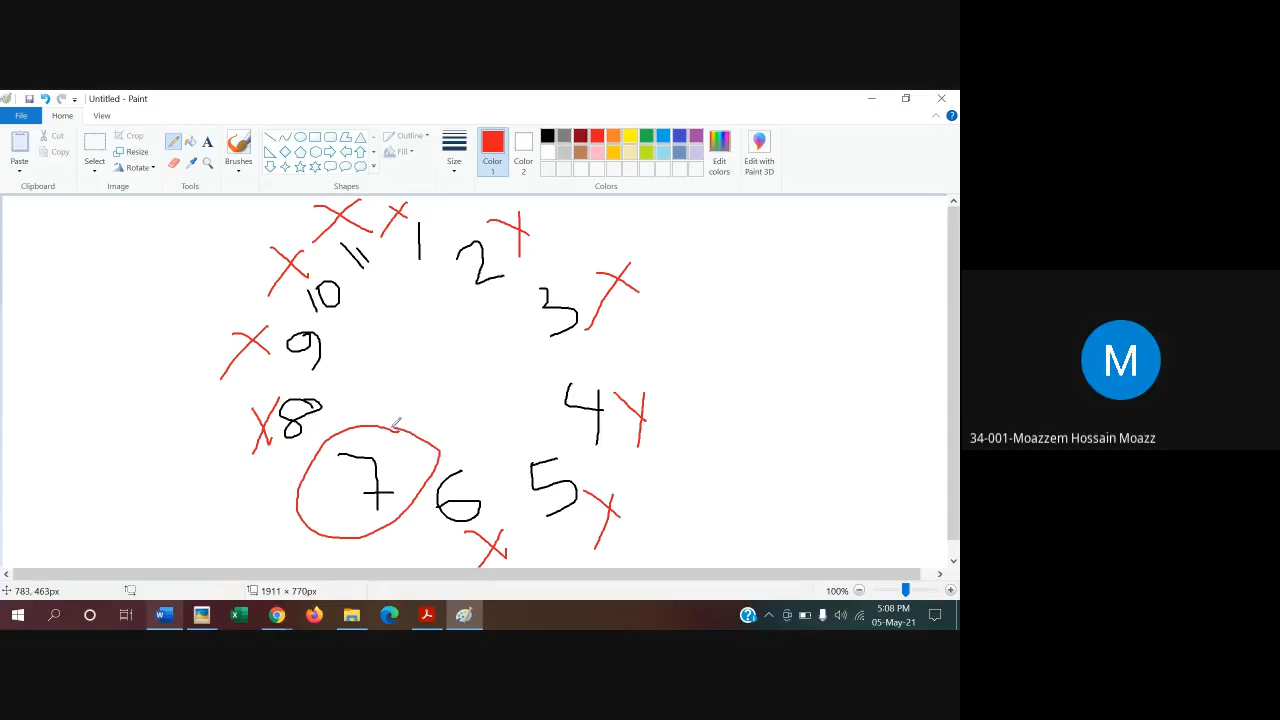 Untitled - Paint
File Home View
Paste
Cut
Copy
Clipboard
Select
Crop
Resize
Rotate
Image
A
Tools
Brushes
Shapes
Outline
Fill
Size
Color 1
Color 2
Colors
Edit colors
Edit with Paint 3D
X X X
1
X
2
X
3
X
4
X
5
X
6
X
7
X
8
X
9
10
11
M
34-001-Moazzem Hossain Moazz
783, 463px
1911 × 770px
100%
5:08 PM
05-May-21